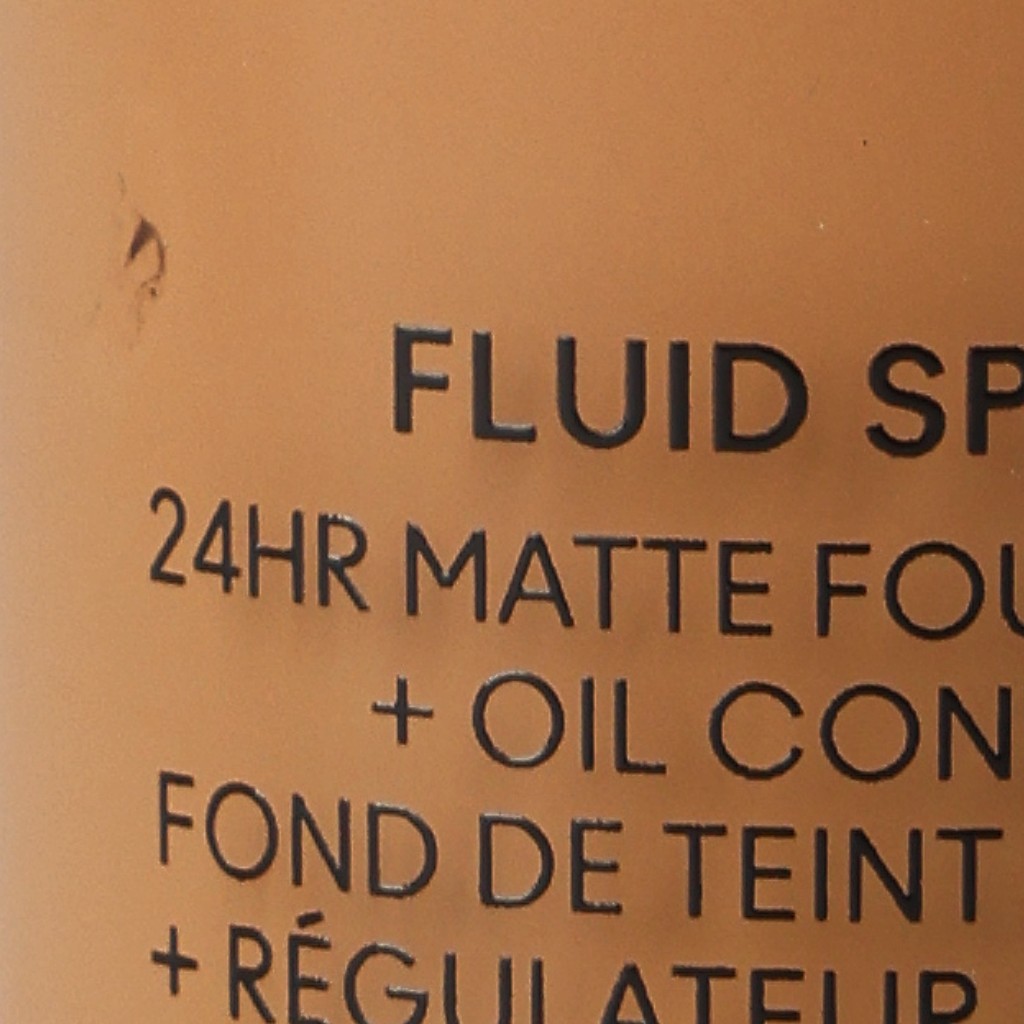 FLUID SP
24HR MATTE FOU
+ OIL CON
FOND DE TEINT
+ RÉGULATEUR